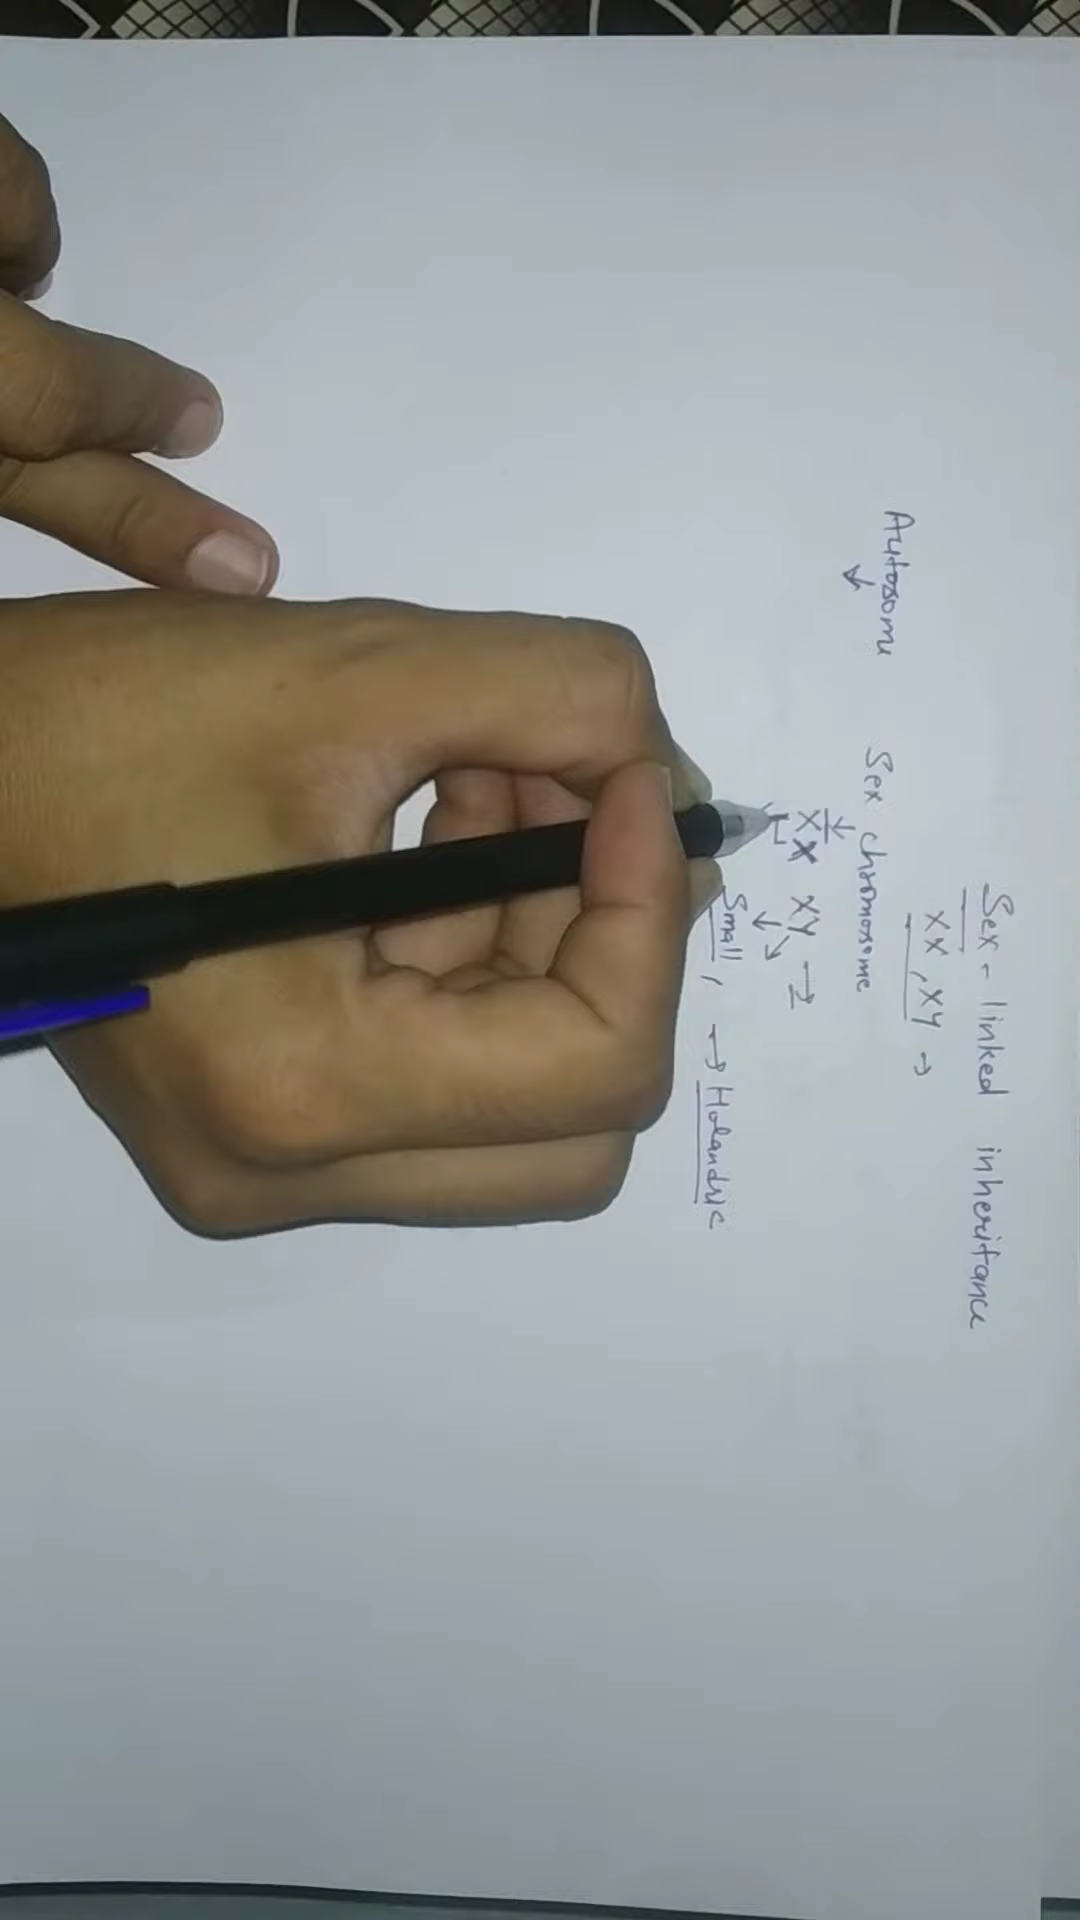 Sex - linked inheritance
XX, XY →
Autosome Sex chromosome
↓ ↓
XX XY →
↓ ↘
Small, → Holandric